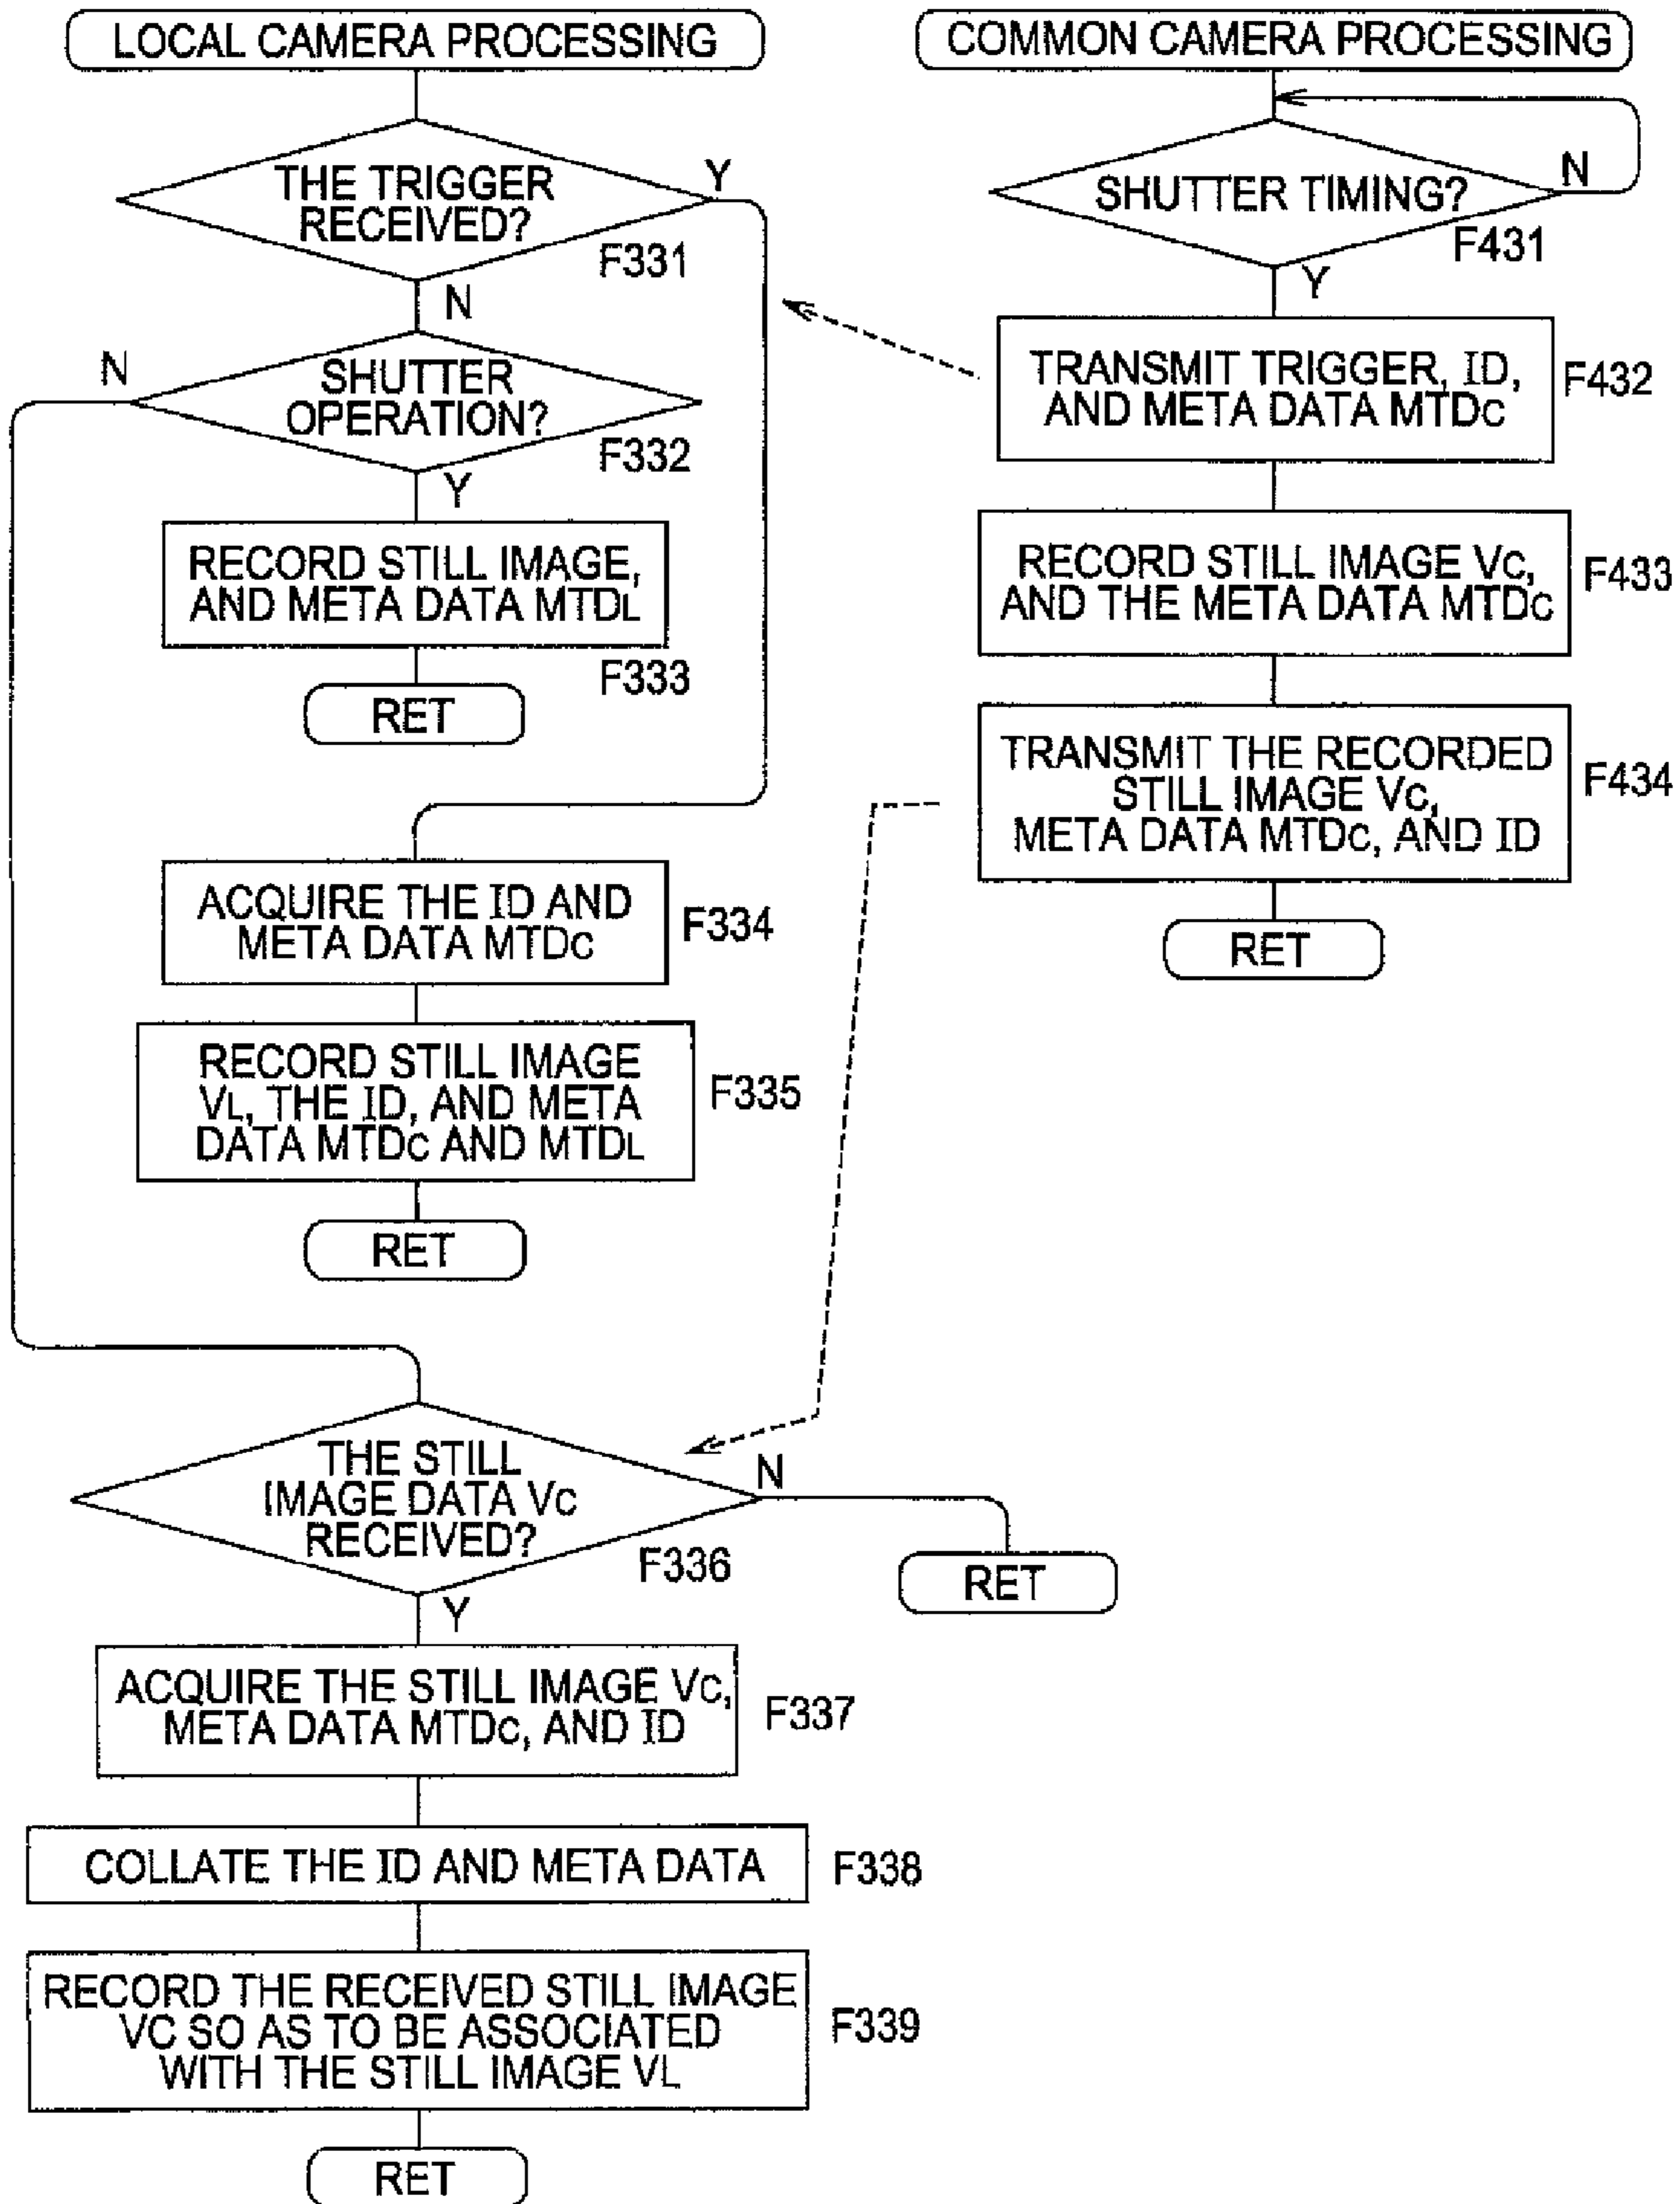 LOCAL CAMERA PROCESSING
THE TRIGGER
RECEIVED?
Y
F331
N
N
SHUTTER
OPERATION?
F332
Y
RECORD STILL IMAGE,
AND META DATA MTDL
F333
RET
ACQUIRE THE ID AND
META DATA MTDC
F334
RECORD STILL IMAGE
VL, THE ID, AND META
DATA MTDC AND MTDL
F335
RET
THE STILL
IMAGE DATA VC
RECEIVED?
N
F336
RET
Y
ACQUIRE THE STILL IMAGE VC,
META DATA MTDC, AND ID
F337
COLLATE THE ID AND META DATA
F338
RECORD THE RECEIVED STILL IMAGE
VC SO AS TO BE ASSOCIATED
WITH THE STILL IMAGE VL
F339
RET
COMMON CAMERA PROCESSING
SHUTTER TIMING?
N
F431
Y
TRANSMIT TRIGGER, ID,
AND META DATA MTDC
F432
RECORD STILL IMAGE VC,
AND THE META DATA MTDC
F433
TRANSMIT THE RECORDED
STILL IMAGE VC,
META DATA MTDC, AND ID
F434
RET